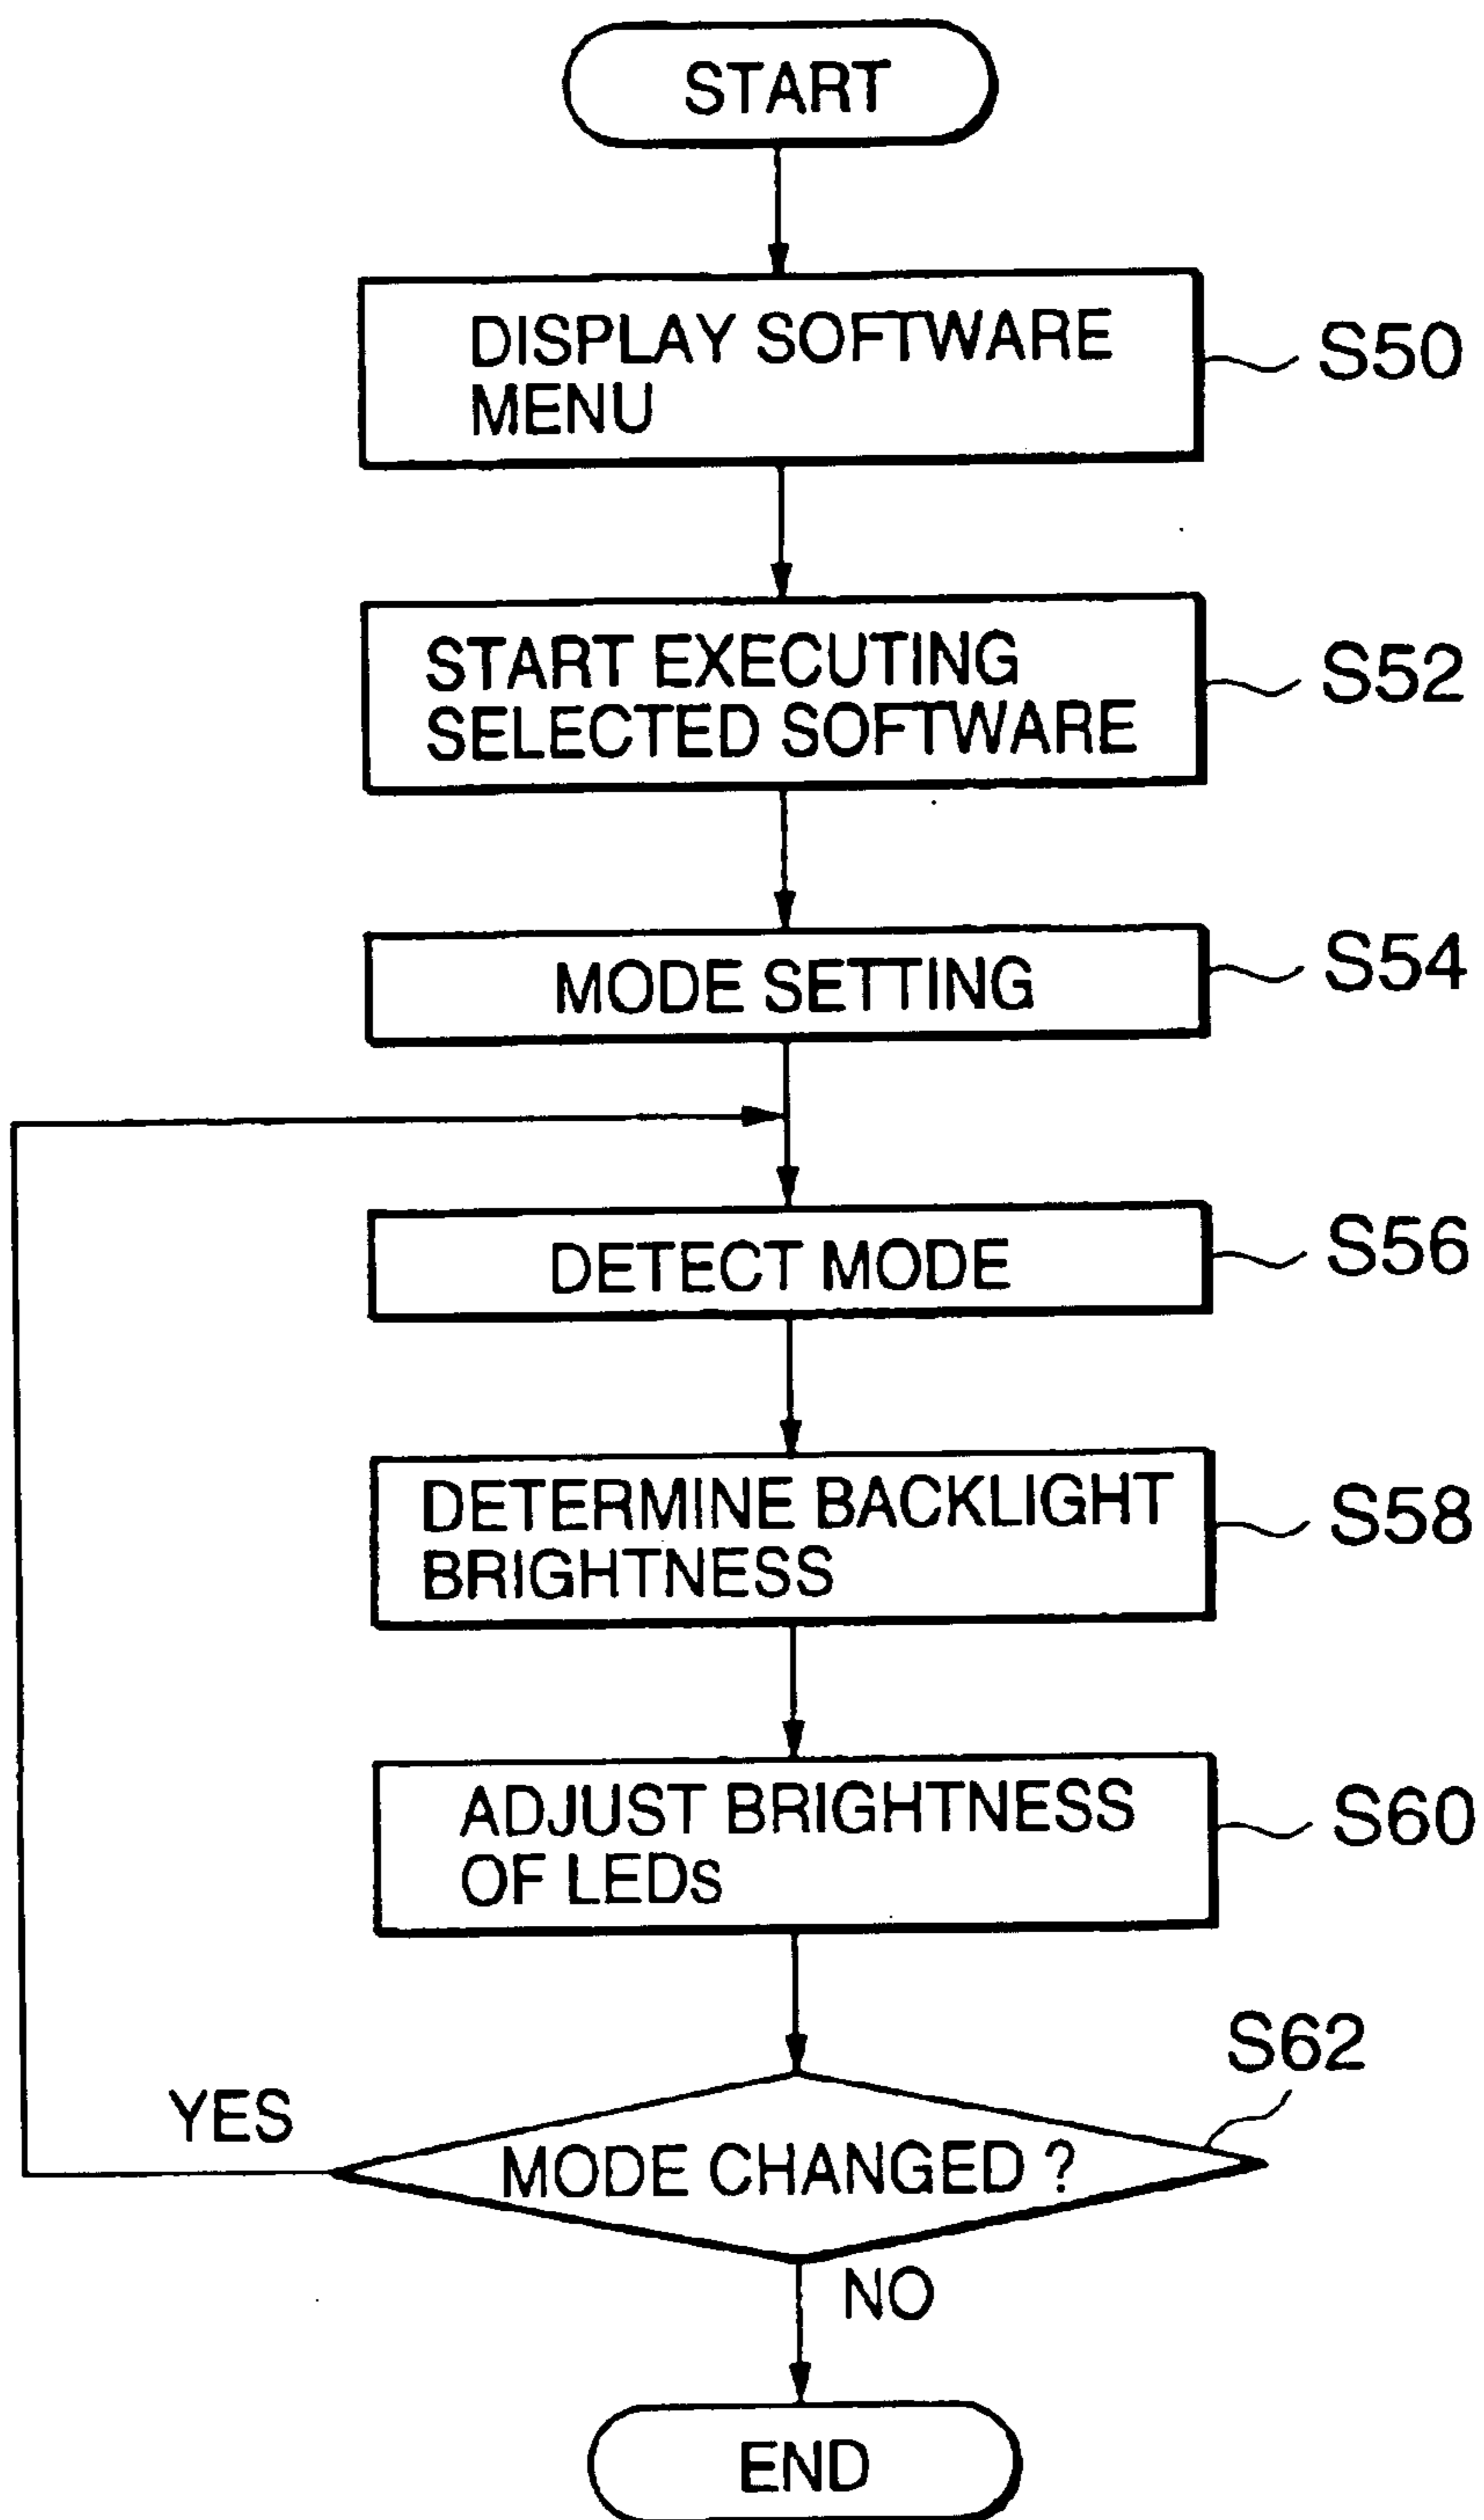 START
DISPLAY SOFTWARE
MENU
S50
START EXECUTING
SELECTED SOFTWARE
S52
MODE SETTING
S54
DETECT MODE
S56
DETERMINE BACKLIGHT
BRIGHTNESS
S58
ADJUST BRIGHTNESS
OF LEDs
S60
S62
YES
MODE CHANGED ?
NO
END